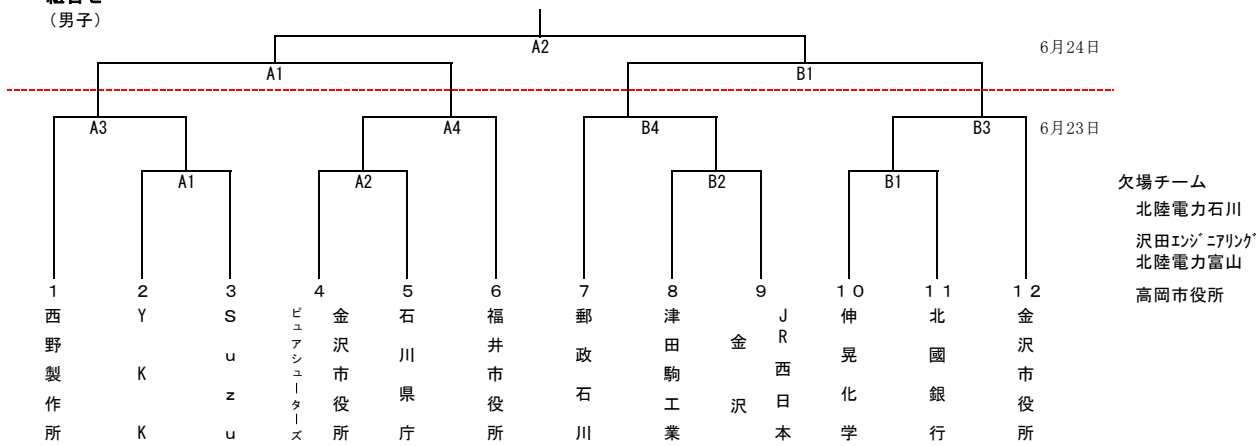 （男子）
A2
6月24日
A1
B1
A3
A4
B4
B3
6月23日
A1
A2
B2
B1
欠場チーム
北陸電力石川
沢田ｴﾝｼﾞﾆｱﾘﾝｸﾞ
北陸電力富山
高岡市役所
1
2
3
4
5
6
7
8
9
10
11
12
西野製作所
YKK
Suzu
金沢市役所
ピュアシューターズ
石川県庁
福井市役所
郵政石川
津田駒工業
JR西日本
金沢
伸晃化学
北國銀行
金沢市役所